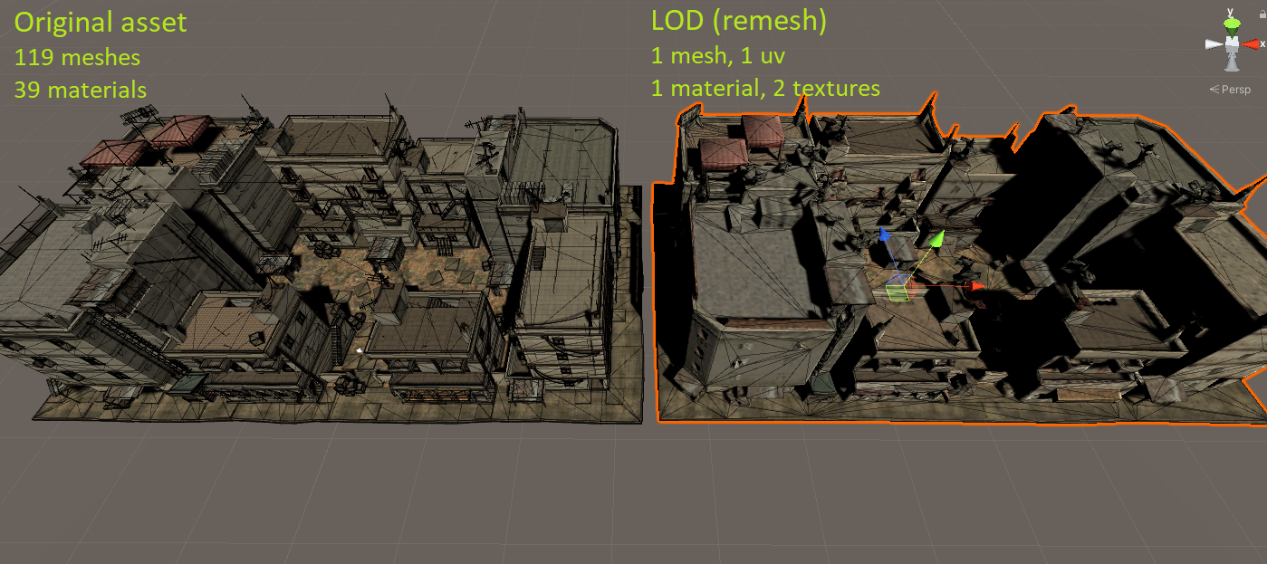 Original asset
119 meshes
39 materials
LOD (remesh)
1 mesh, 1 uv
1 material, 2 textures
y
x
Persp